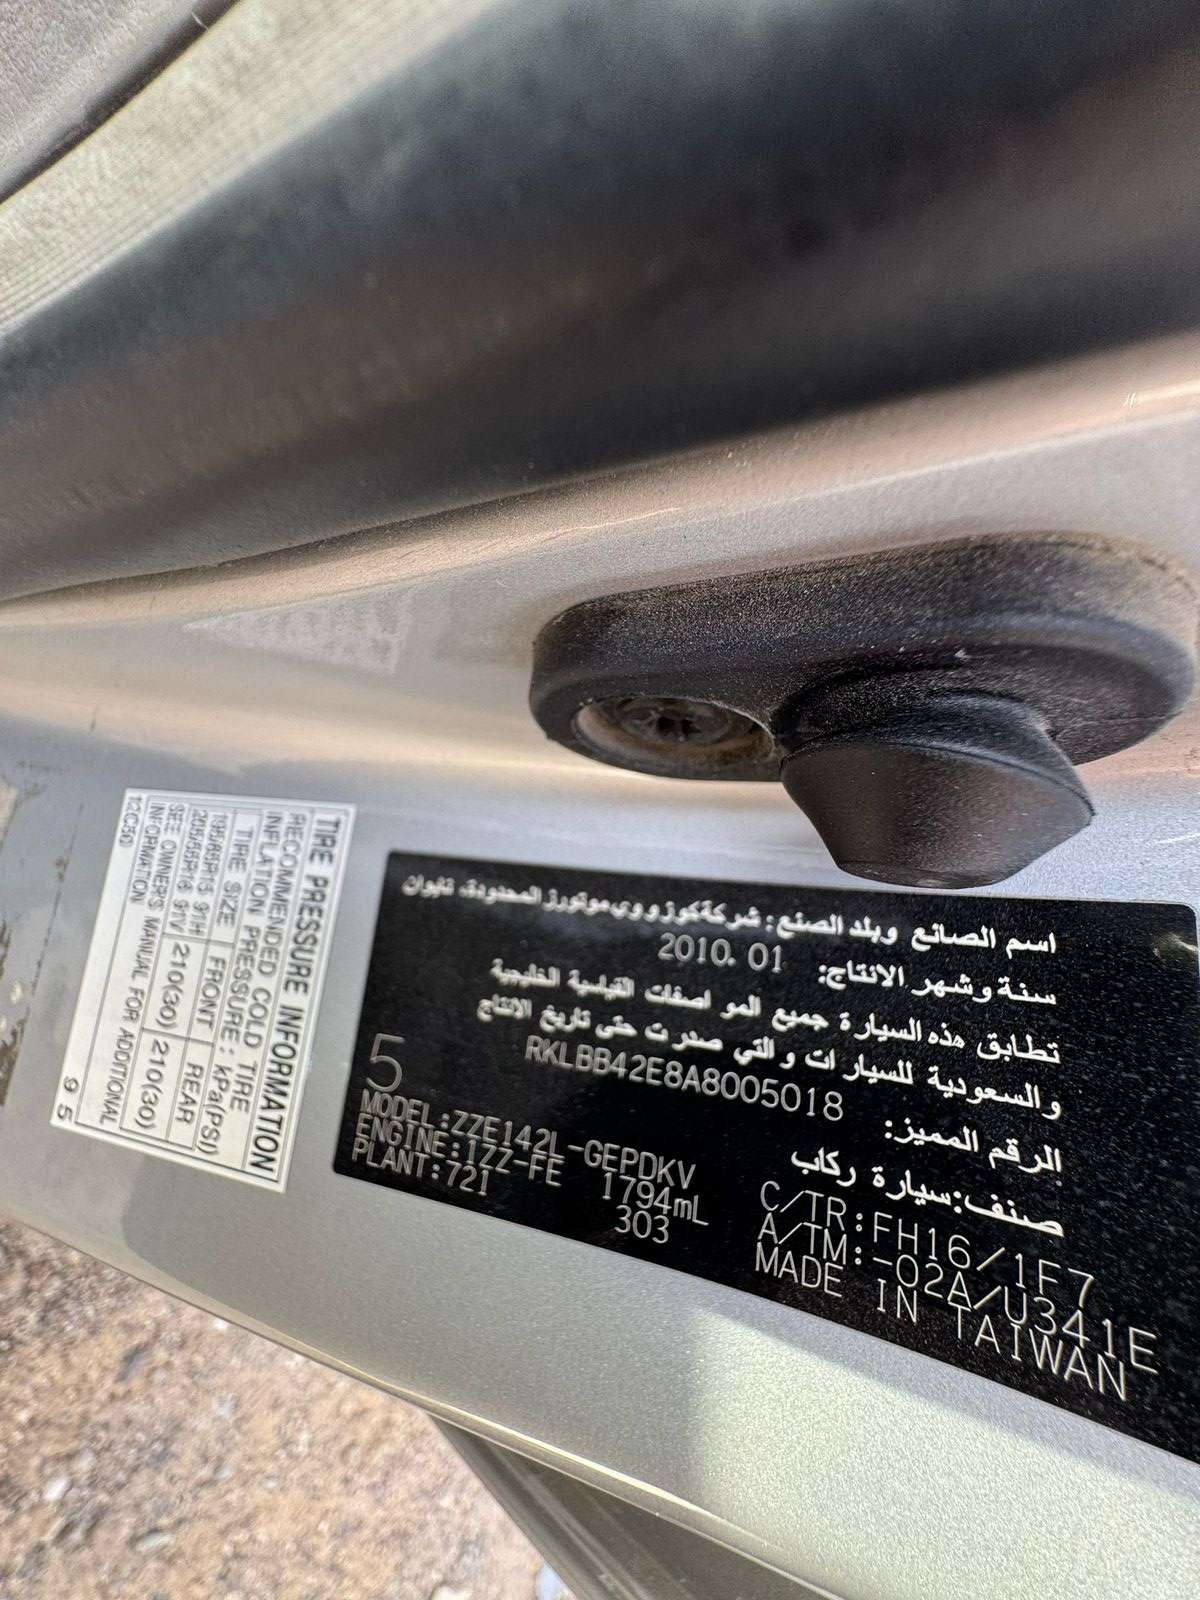 اسم الصانع وبلد الصنع: شركة كوزوي موتورز المحدودة، تايوان
سنة وشهر الانتاج: 2010.01
تطابق هذه السيارة جميع المواصفات القياسية الخليجية
والسعودية للسيارات والتي صدرت حتى تاريخ الانتاج
الرقم المميز: RKLBB42E8A8005018
صنف:سيارة ركاب
5
MODEL:ZZE142L-GEPDKV
ENGINE:1ZZ-FE 1794mL
PLANT:721 303
C/TR:FH16/1F7
A/TM:-02A/U341E
MADE IN TAIWAN
TIRE PRESSURE INFORMATION
RECOMMENDED COLD TIRE
INFLATION PRESSURE : kPa(PSI)
TIRE SIZE FRONT REAR
195/65R15 91H
205/55R16 91V 210(30) 210(30)
SEE OWNER'S MANUAL FOR ADDITIONAL
INFORMATION
12C50 95